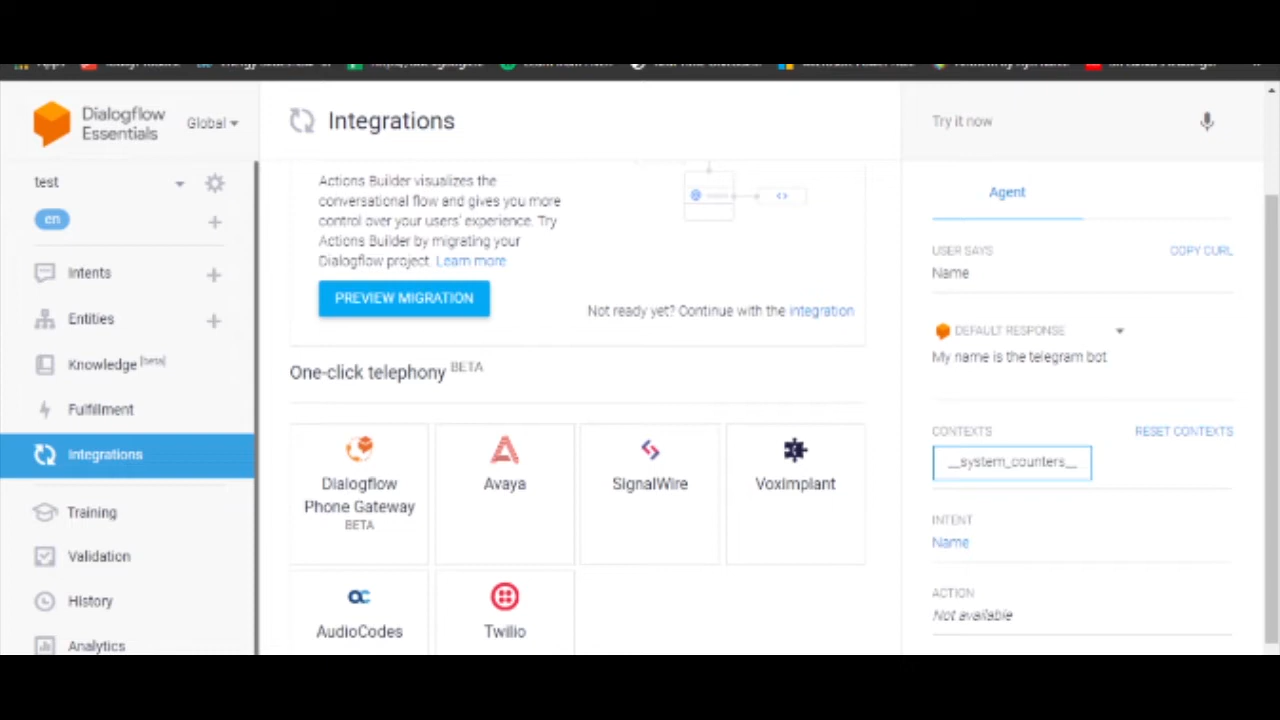 Dialogflow
Essentials
Global
Integrations
Try it now
test
en
Intents
Entities
Knowledge [beta]
Fulfillment
Integrations
Training
Validation
History
Analytics
Actions Builder visualizes the
conversational flow and gives you more
control over your users' experience. Try
Actions Builder by migrating your
Dialogflow project. Learn more
PREVIEW MIGRATION
Not ready yet? Continue with the integration
One-click telephony BETA
Dialogflow
Phone Gateway
BETA
Avaya
SignalWire
VoxImplant
AudioCodes
Twilio
Agent
USER SAYS
COPY CURL
Name
DEFAULT RESPONSE
My name is the telegram bot
CONTEXTS
RESET CONTEXTS
__system_counters__
INTENT
Name
ACTION
Not available